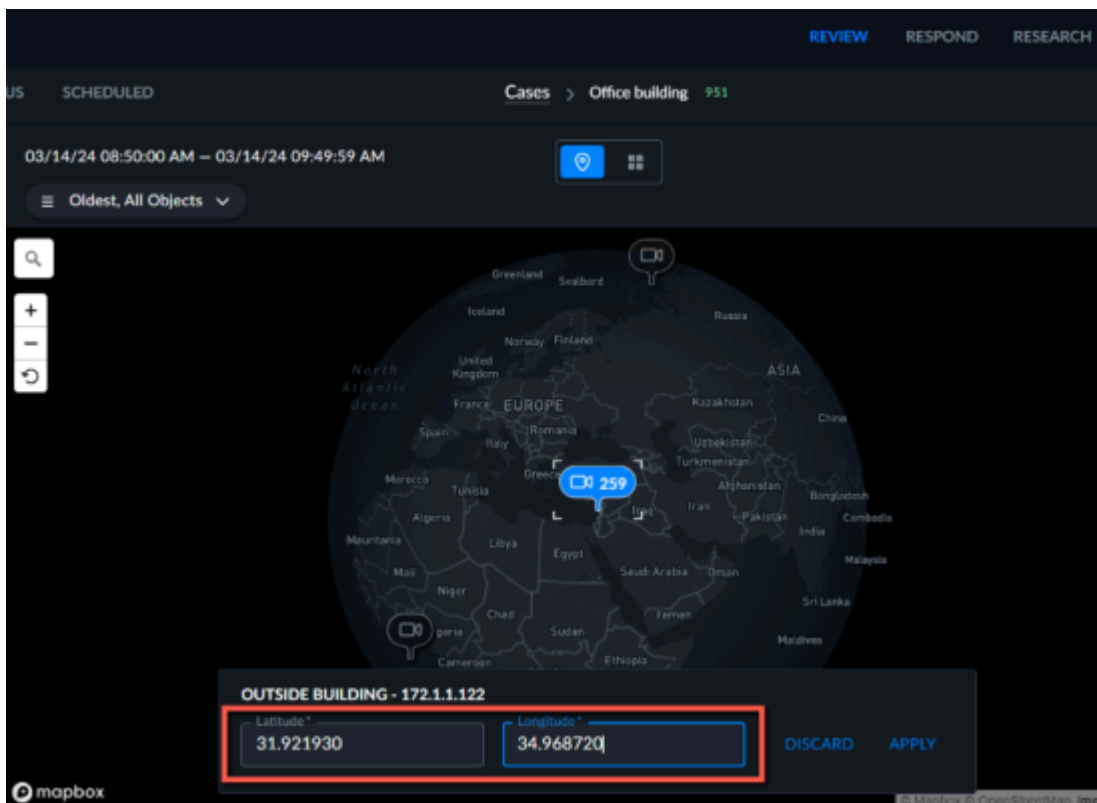 REVIEW RESPOND RESEARCH
US SCHEDULED Cases > Office building 951
03/14/24 08:50:00 AM — 03/14/24 09:49:59 AM
Oldest, All Objects
Greenland
Svalbard
Iceland
Russia
Norway Finland
North
Atlantic
Ocean
United
Kingdom
ASIA
France EUROPE Kazakhstan
China
Spain Italy Romania
Uzbekistan
Turkmenistan
Greece 259
Morocco Tunisia Afghanistan Bangladesh
Iraq Iran Pakistan
Algeria India Cambodia
Mauritania Libya Egypt
Mali Saudi Arabia Oman Malaysia
Niger
Chad Yemen Sri Lanka
geria Sudan
Maldives
Cameroon Ethiopia
OUTSIDE BUILDING - 172.1.1.122
Latitude* Longitude*
31.921930 34.968720 DISCARD APPLY
mapbox
© Mapbox © OpenStreetMap Imp